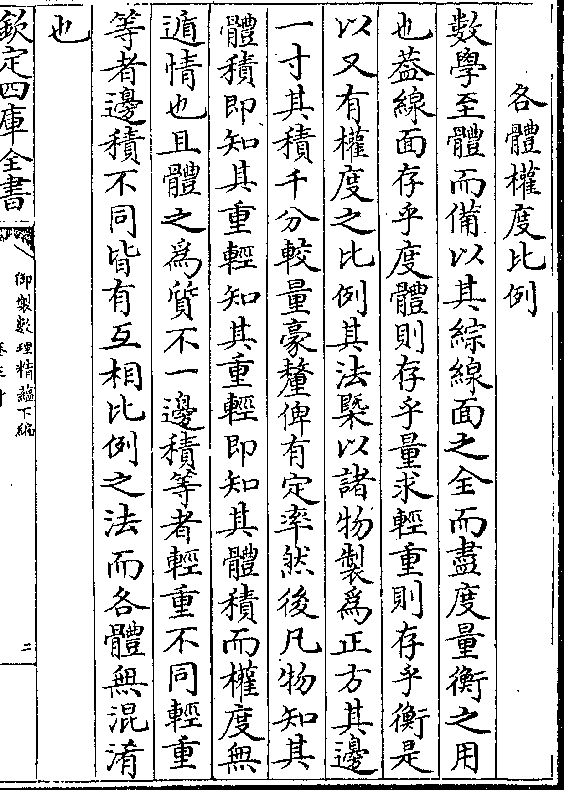 各體權度比例
數學至體而備以其綜線面之全而盡度量衡之用
也葢線面存乎度體則存乎量求輕重則存乎衡是
以又有權度之比例其法槩以諸物製爲正方其邊
一寸其積千分較量豪釐俾有定率然後凡物知其
體積即知其重輕知其重輕即知其體積而權度無
遁情也且體之爲質不一邊積等者輕重不同輕重
等者邊積不同皆有互相比例之法而各體無混淆
也
欽定四庫全書
御製數理精藴下編
二